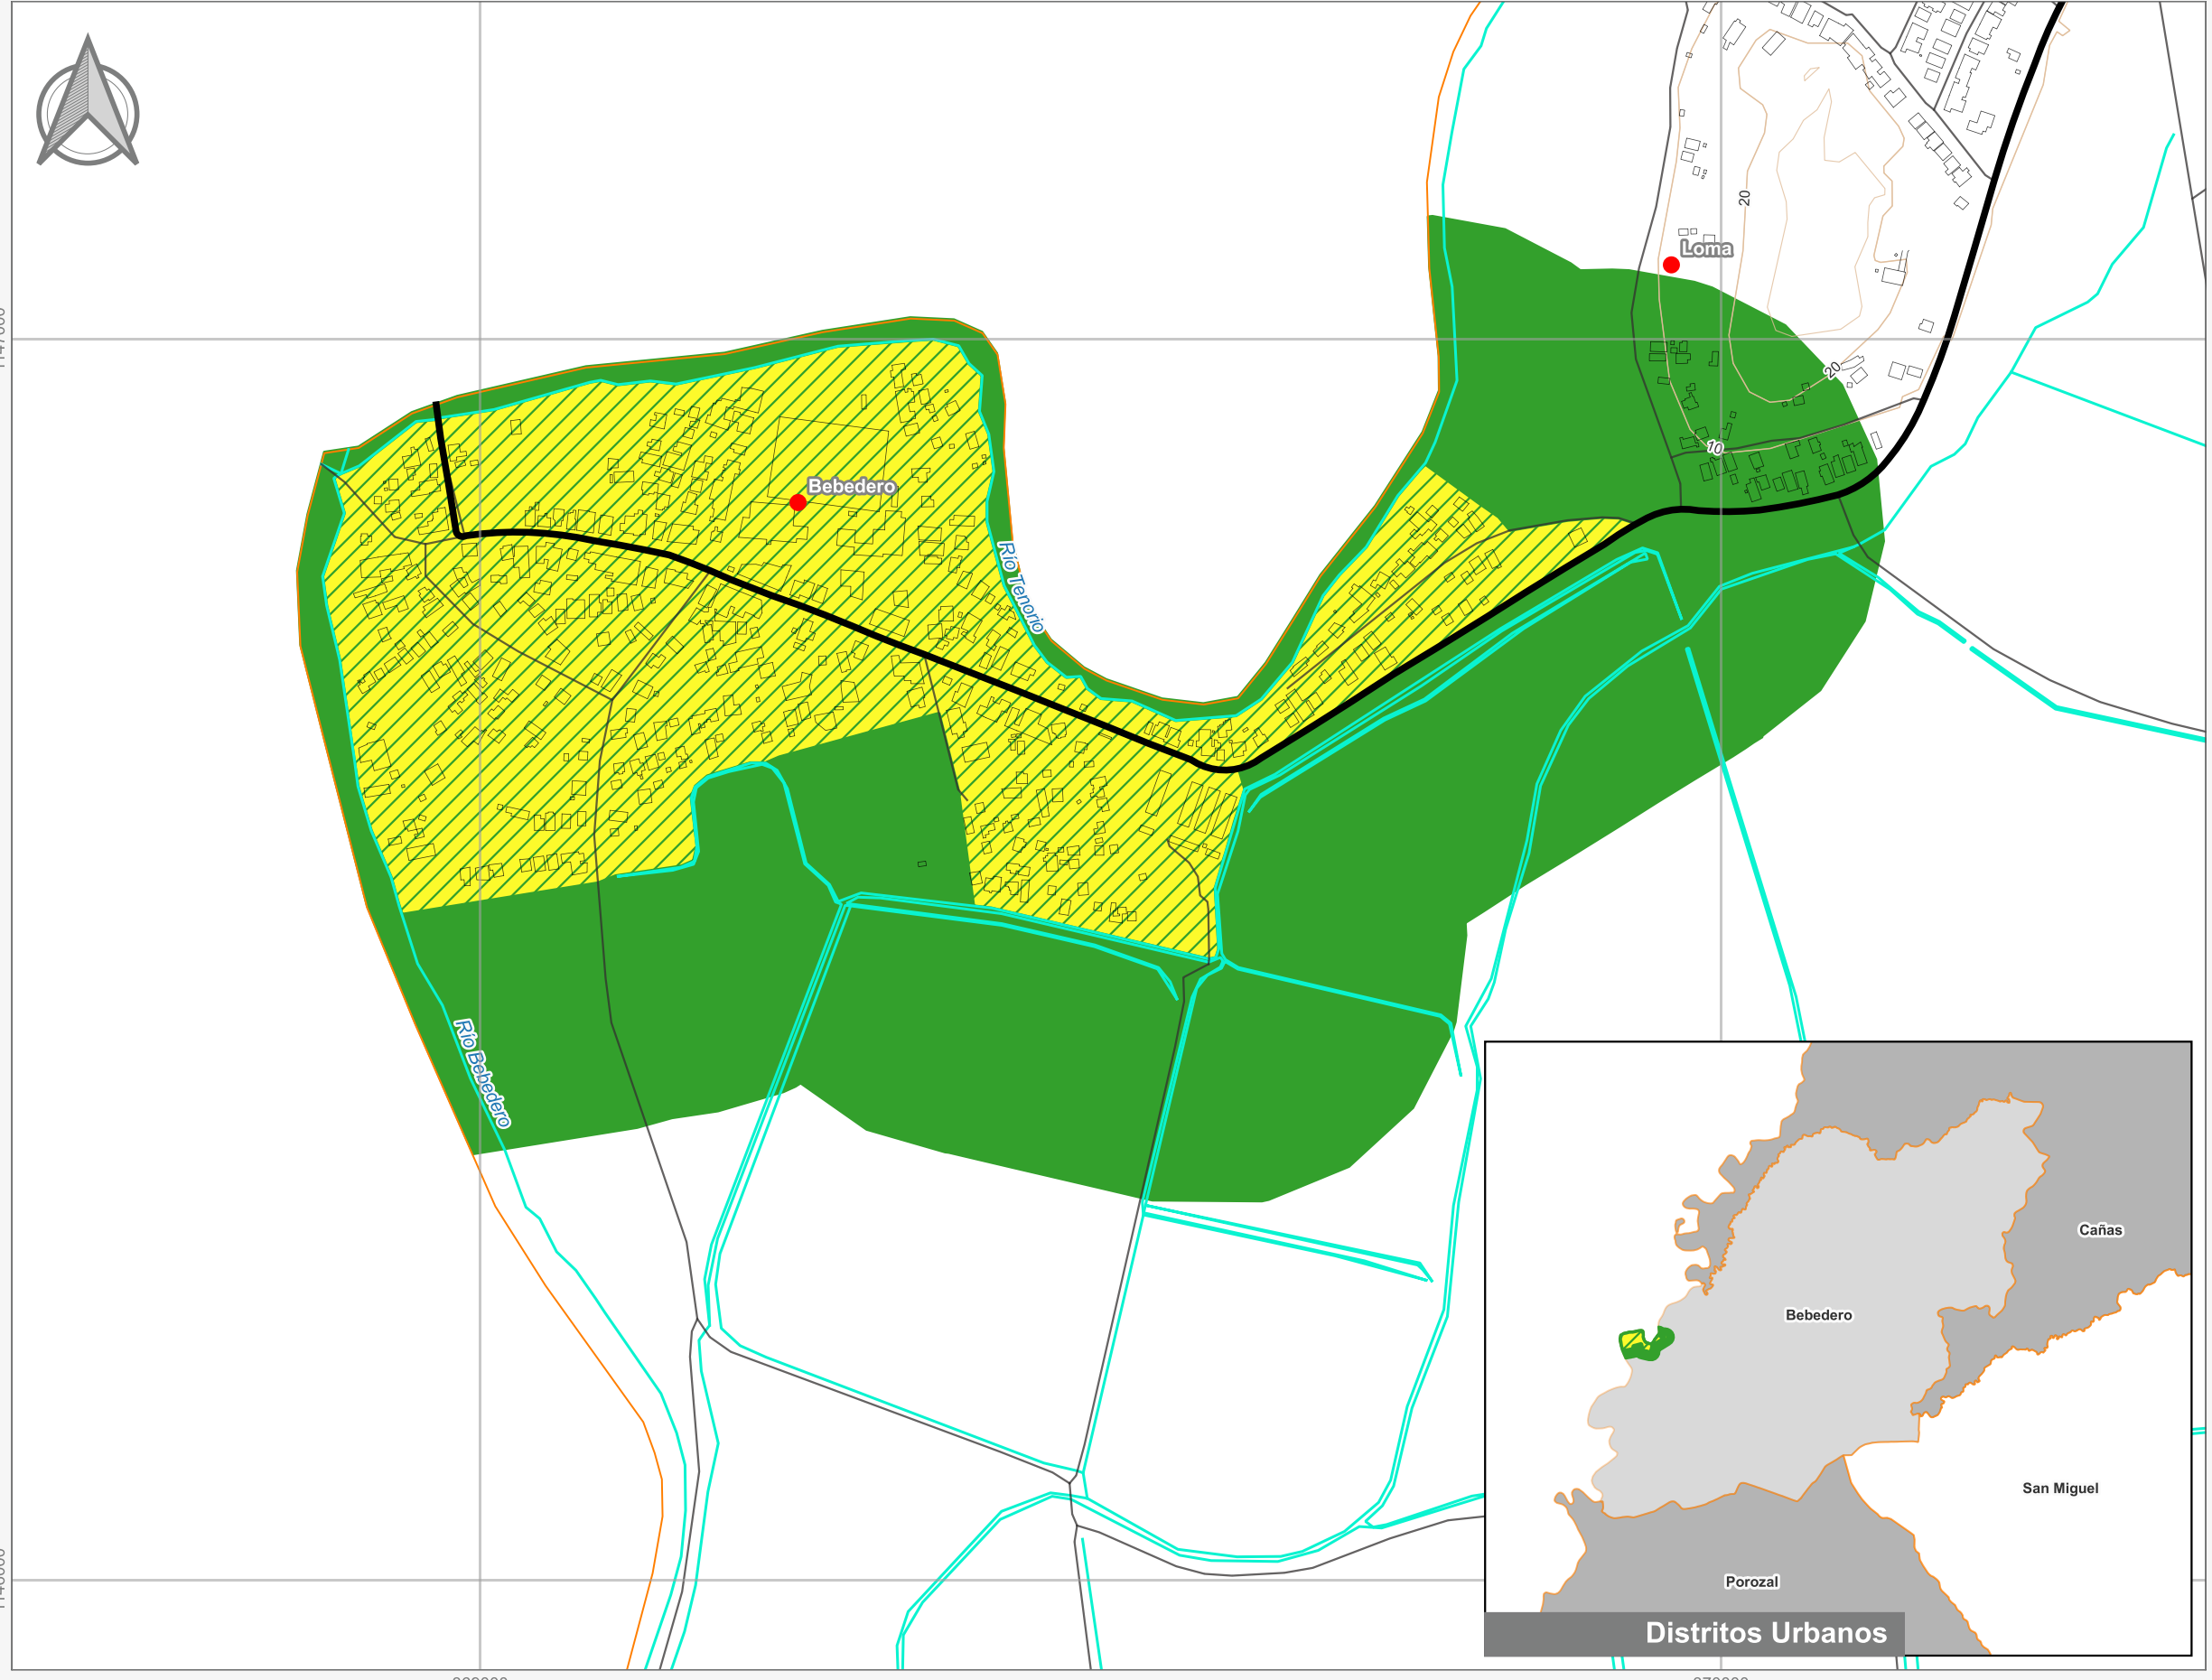 20
Loma
20
10
Bebedero
Río Tenorio
Río Bebedero
Cañas
Bebedero
San Miguel
Porozal
Distritos Urbanos